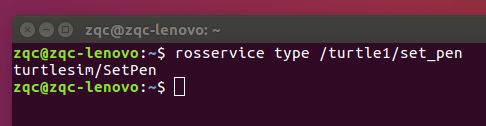 zqc@zqc-lenovo: ~
zqc@zqc-lenovo:~$ rosservice type /turtle1/set_pen
turtlesim/SetPen
zqc@zqc-lenovo:~$